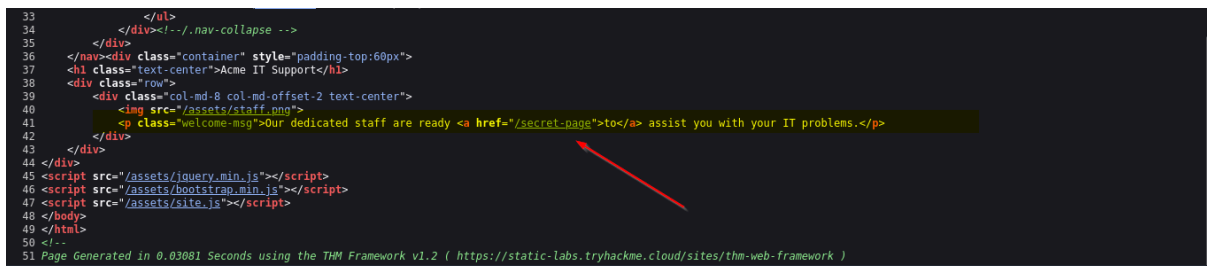 33 </ul>
34 </div><!--/.nav-collapse -->
35 </div>
36 </nav><div class="container" style="padding-top:60px">
37 <h1 class="text-center">Acme IT Support</h1>
38 <div class="row">
39 <div class="col-md-8 col-md-offset-2 text-center">
40 <img src="/assets/staff.png">
41 <p class="welcome-msg">Our dedicated staff are ready <a href="/secret-page">to</a> assist you with your IT problems.</p>
42 </div>
43 </div>
44 </div>
45 <script src="/assets/jquery.min.js"></script>
46 <script src="/assets/bootstrap.min.js"></script>
47 <script src="/assets/site.js"></script>
48 </body>
49 </html>
50 <!--
51 Page Generated in 0.03081 Seconds using the THM Framework v1.2 ( https://static-labs.tryhackme.cloud/sites/thm-web-framework )